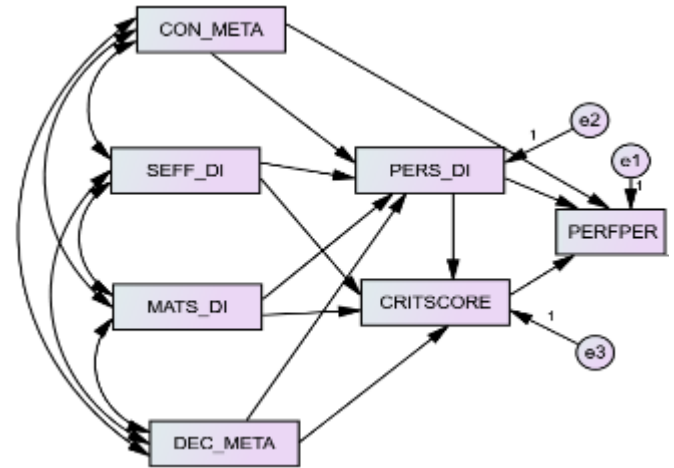 CON_META
e2
1
SEFF_DI
PERS_DI
e1
1
PERFPER
MATS_DI
CRITSCORE
1
e3
DEC_META